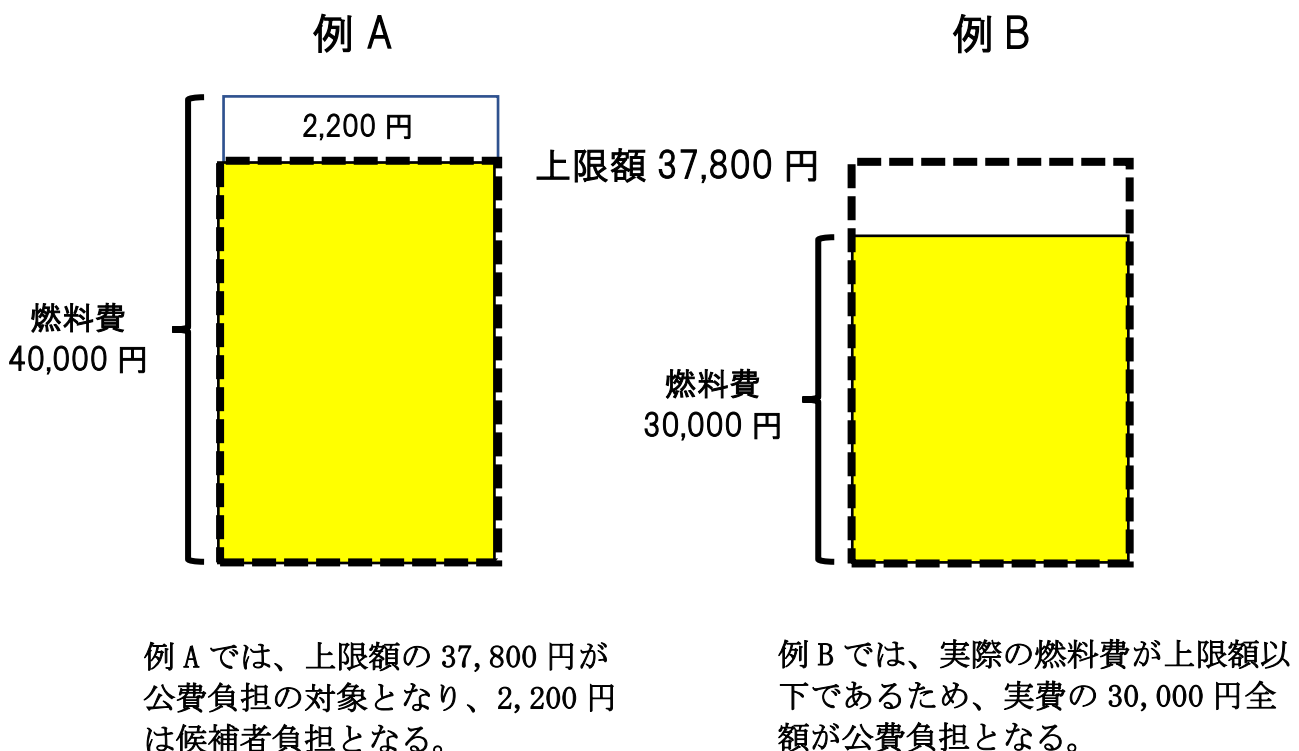 例 A
2,200 円
燃料費
40,000 円
例 A では、上限額の 37,800 円が
公費負担の対象となり、2,200 円
は候補者負担となる。
上限額 37,800 円
例 B
燃料費
30,000 円
例 B では、実際の燃料費が上限額以
下であるため、実費の 30,000 円全
額が公費負担となる。